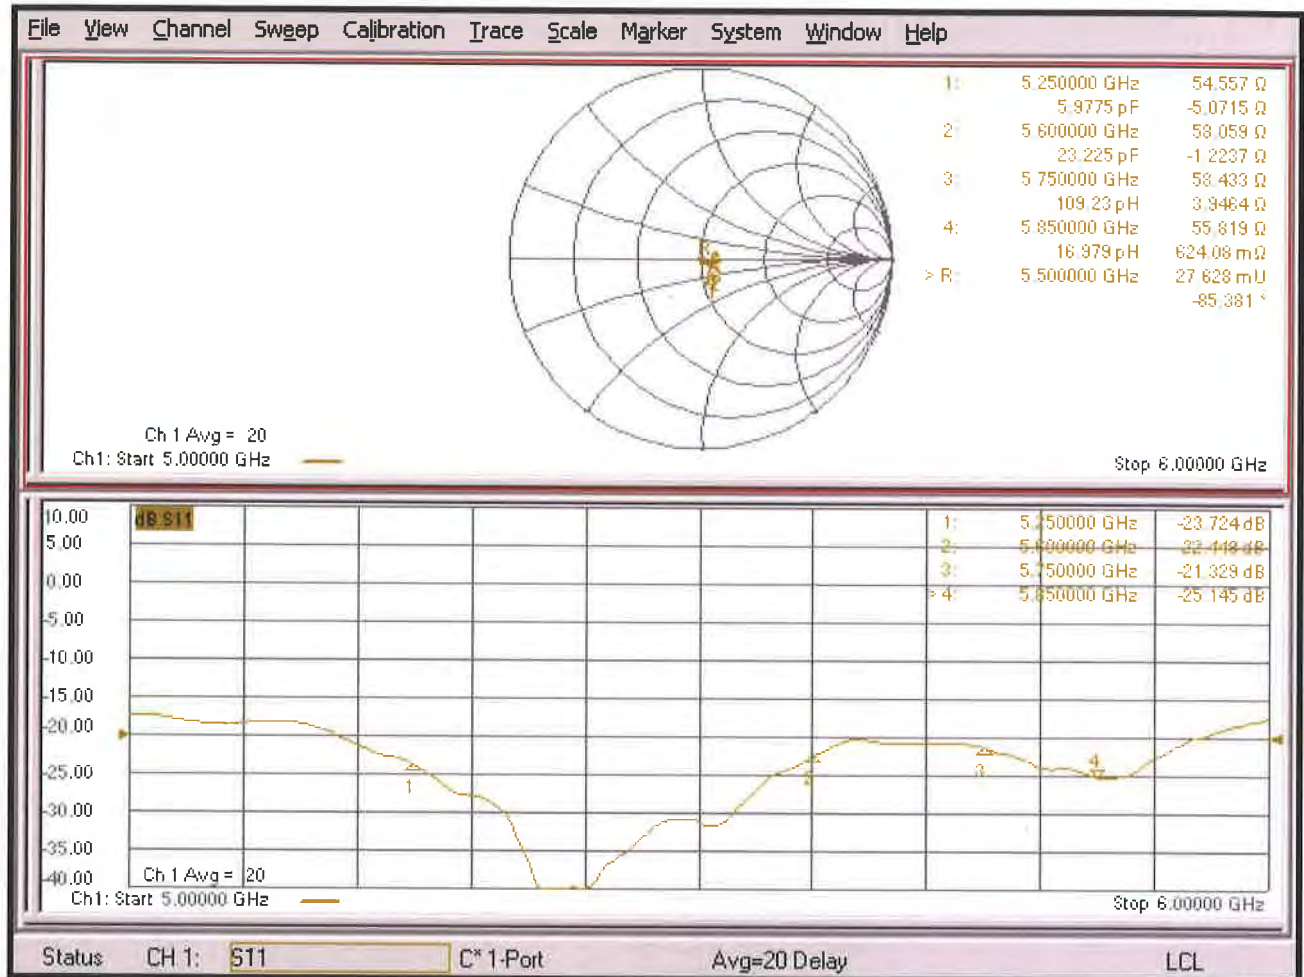 File View Channel Sweep Calibration Trace Scale Marker System Window Help
1: 5.250000 GHz 54.557 Ω
5.9775 pF -5.0715 Ω
2: 5.600000 GHz 58.059 Ω
23.225 pF -1.2237 Ω
3: 5.750000 GHz 58.433 Ω
109.23 pH 3.9464 Ω
4: 5.850000 GHz 55.819 Ω
16.979 pH 624.08 mΩ
> R: 5.500000 GHz 27.628 mU
-85.381 °
R
Ch 1 Avg = 20
Ch1: Start 5.00000 GHz
Stop 6.00000 GHz
10.00 dB S11
5.00
0.00
-5.00
-10.00
-15.00
-20.00
-25.00
-30.00
-35.00
-40.00
1: 5.250000 GHz -23.724 dB
2: 5.600000 GHz -22.448 dB
3: 5.750000 GHz -21.329 dB
> 4: 5.850000 GHz -25.145 dB
1
2
3
4
Ch 1 Avg = 20
Ch1: Start 5.00000 GHz
Stop 6.00000 GHz
Status CH 1: S11 C* 1-Port Avg=20 Delay LCL